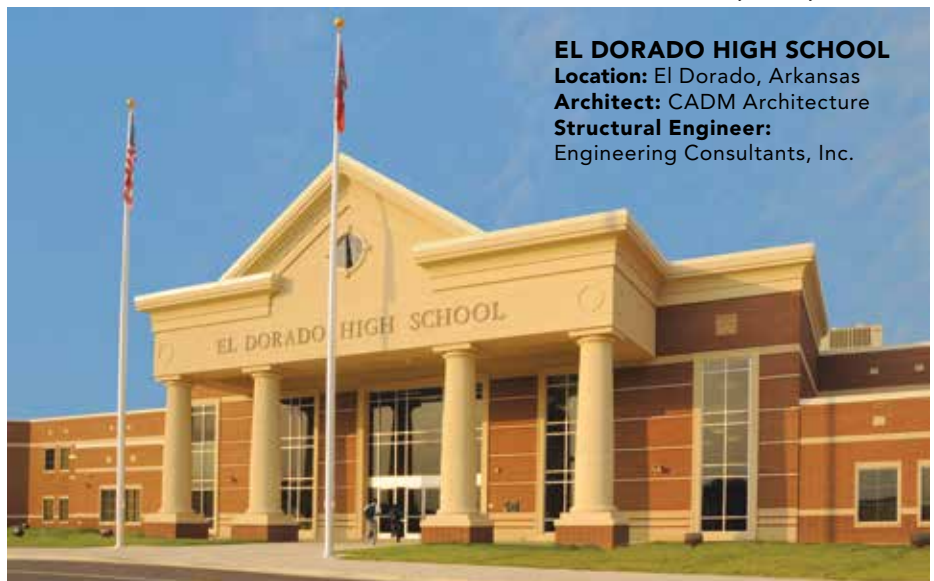 EL DORADO HIGH SCHOOL
Location: El Dorado, Arkansas
Architect: CADM Architecture
Structural Engineer:
Engineering Consultants, Inc.
EL DORADO HIGH SCHOOL